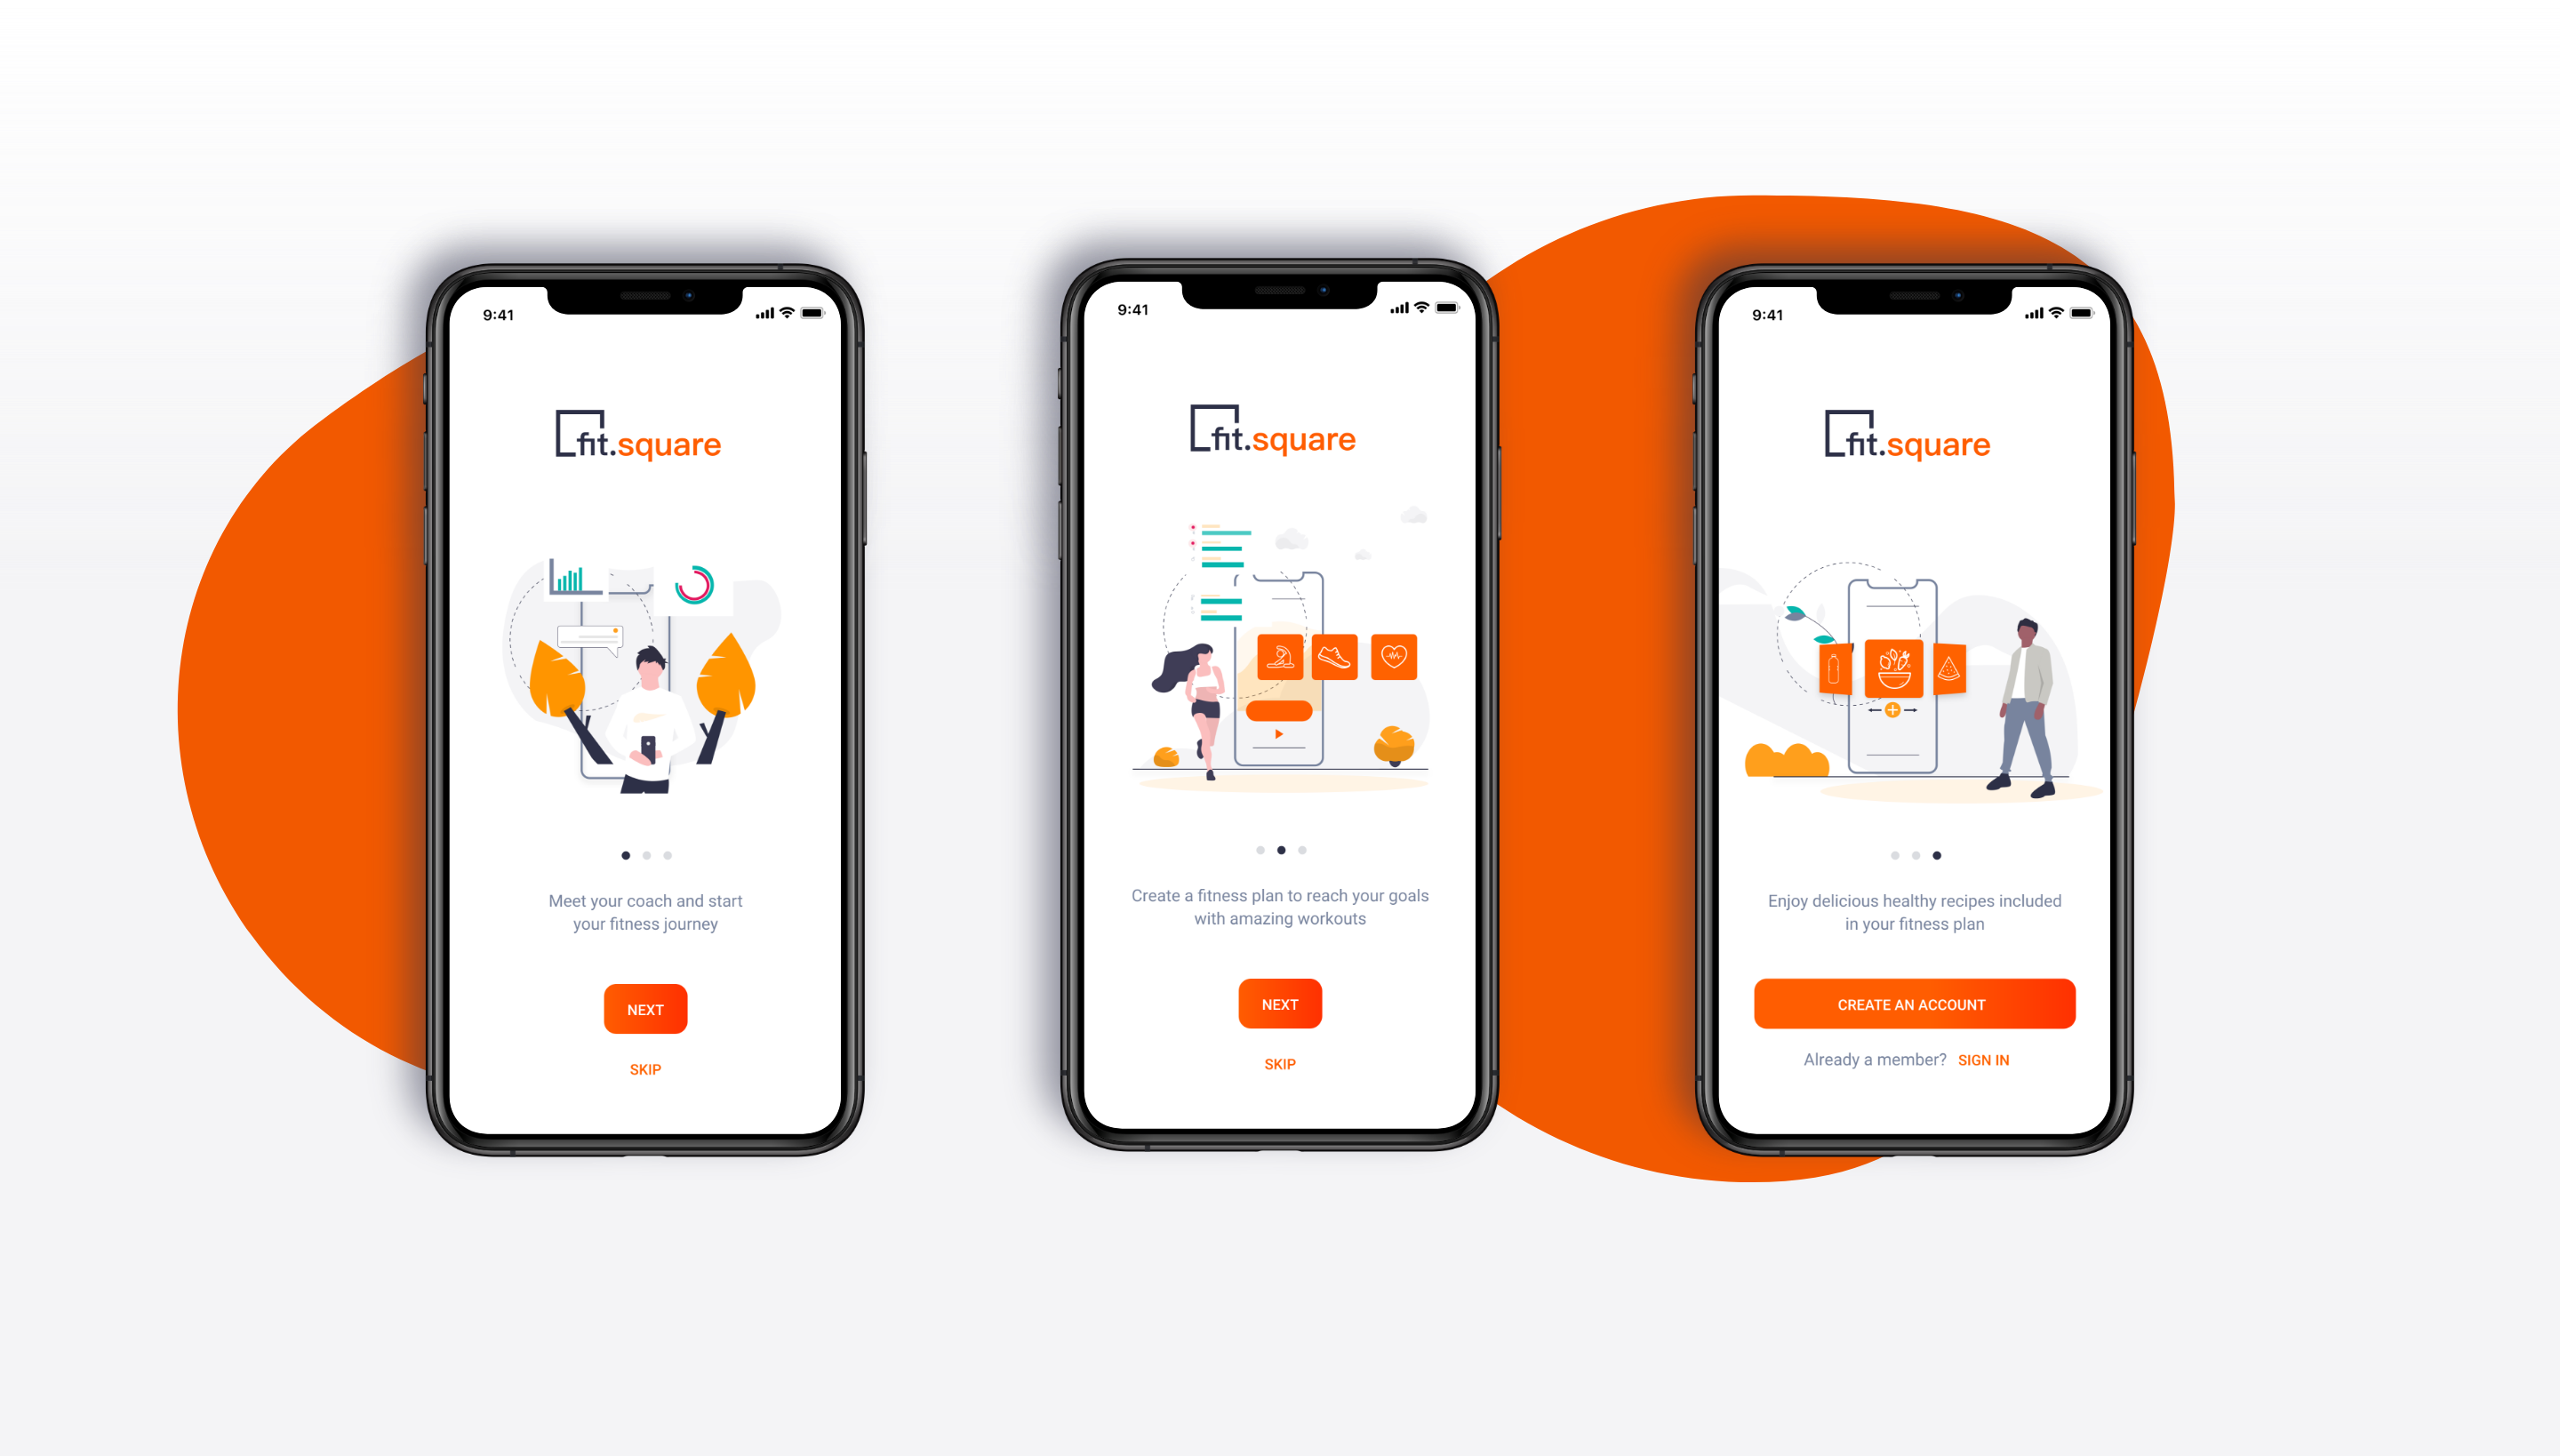 9:41
fit.square
Meet your coach and start
your fitness journey
NEXT
SKIP
9:41
fit.square
Create a fitness plan to reach your goals
with amazing workouts
NEXT
SKIP
9:41
fit.square
Enjoy delicious healthy recipes included
in your fitness plan
CREATE AN ACCOUNT
Already a member? SIGN IN